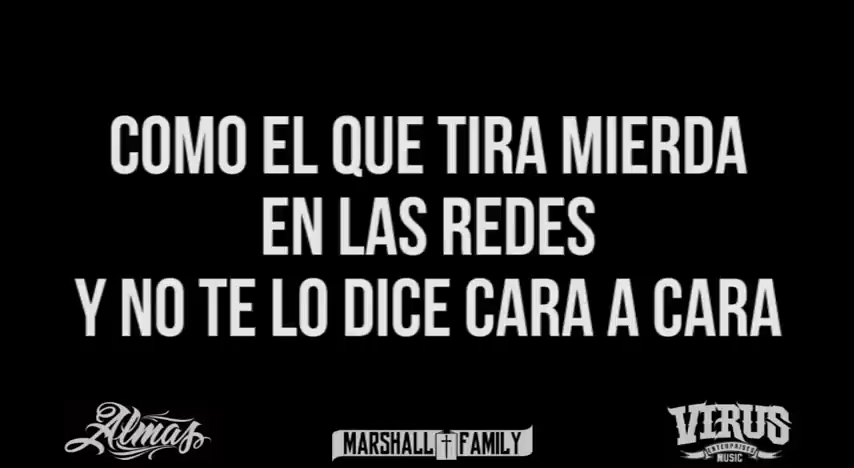 COMO EL QUE TIRA MIERDA
EN LAS REDES
Y NO TE LO DICE CARA A CARA
Almas
MARSHALL FAMILY
VIRUS
ENTERPRISES
MUSIC